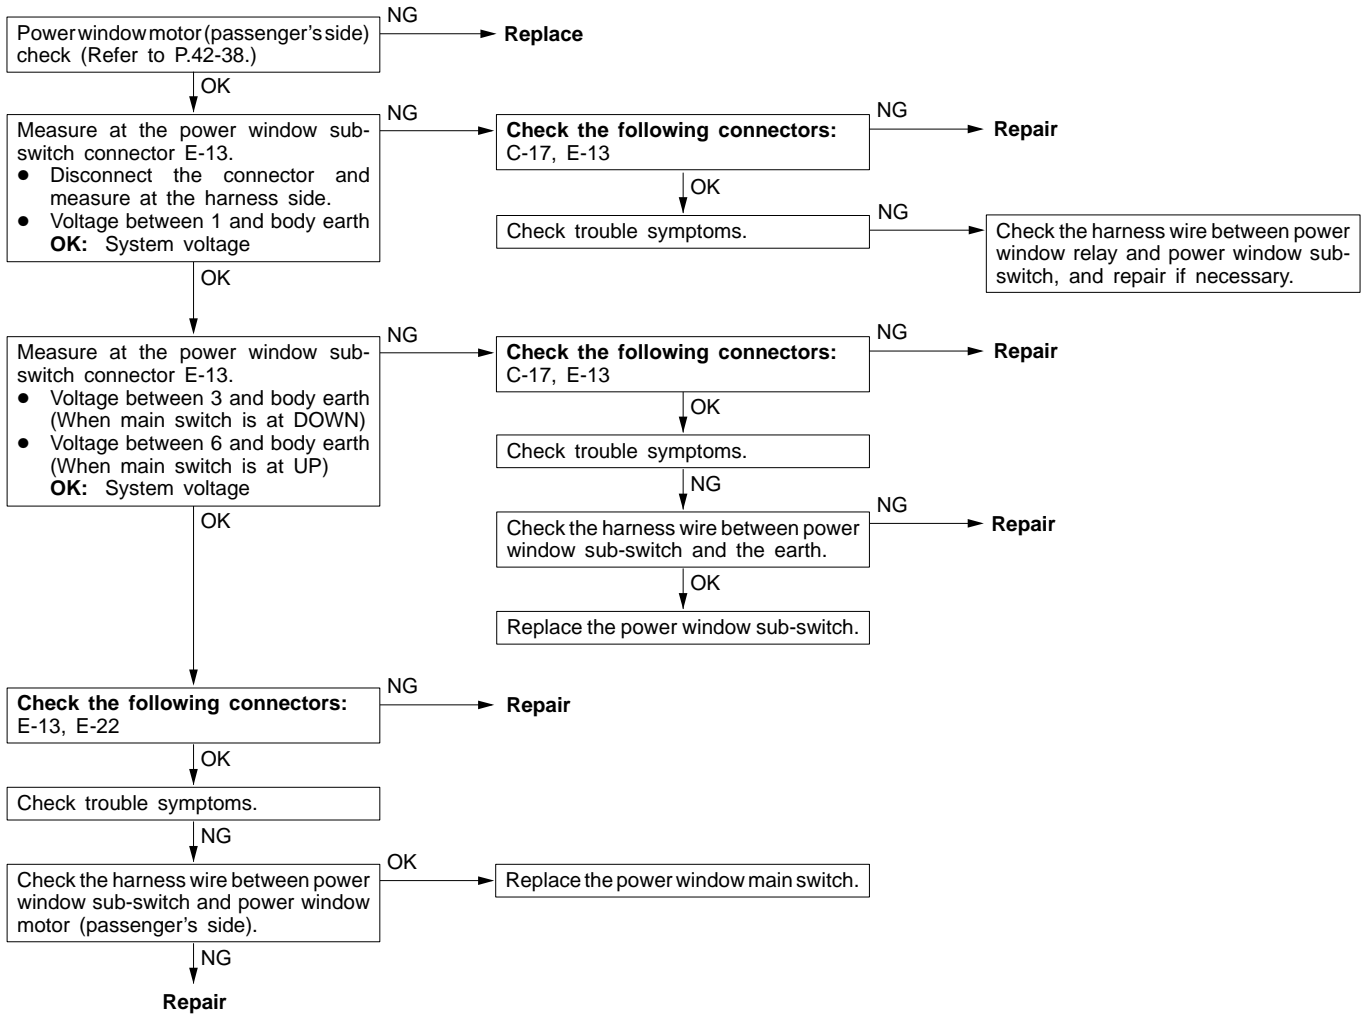 Power window motor (passenger's side)
check (Refer to P.42-38.)
NG
Replace
OK
Measure at the power window sub-
switch connector E-13.
● Disconnect the connector and
measure at the harness side.
● Voltage between 1 and body earth
OK: System voltage
NG
Check the following connectors:
C-17, E-13
NG
Repair
OK
Check trouble symptoms.
NG
Check the harness wire between power
window relay and power window sub-
switch, and repair if necessary.
OK
Measure at the power window sub-
switch connector E-13.
● Voltage between 3 and body earth
(When main switch is at DOWN)
● Voltage between 6 and body earth
(When main switch is at UP)
OK: System voltage
NG
Check the following connectors:
C-17, E-13
NG
Repair
OK
Check trouble symptoms.
NG
Check the harness wire between power
window sub-switch and the earth.
NG
Repair
OK
Replace the power window sub-switch.
OK
Check the following connectors:
E-13, E-22
NG
Repair
OK
Check trouble symptoms.
NG
Check the harness wire between power
window sub-switch and power window
motor (passenger's side).
OK
Replace the power window main switch.
NG
Repair